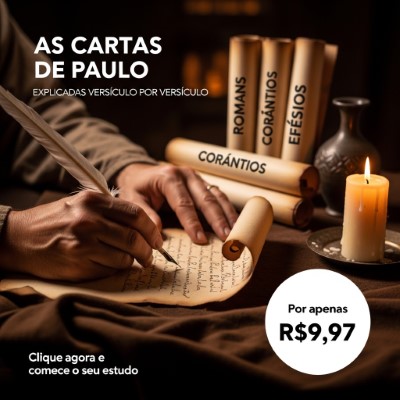 AS CARTAS
DE PAULO
EXPLICADAS VERSÍCULO POR VERSÍCULO
ROMANS
CORÁNTIOS
EFÉSIOS
CORÁNTIOS
Por apenas
R$9,97
Clique agora e
comece o seu estudo